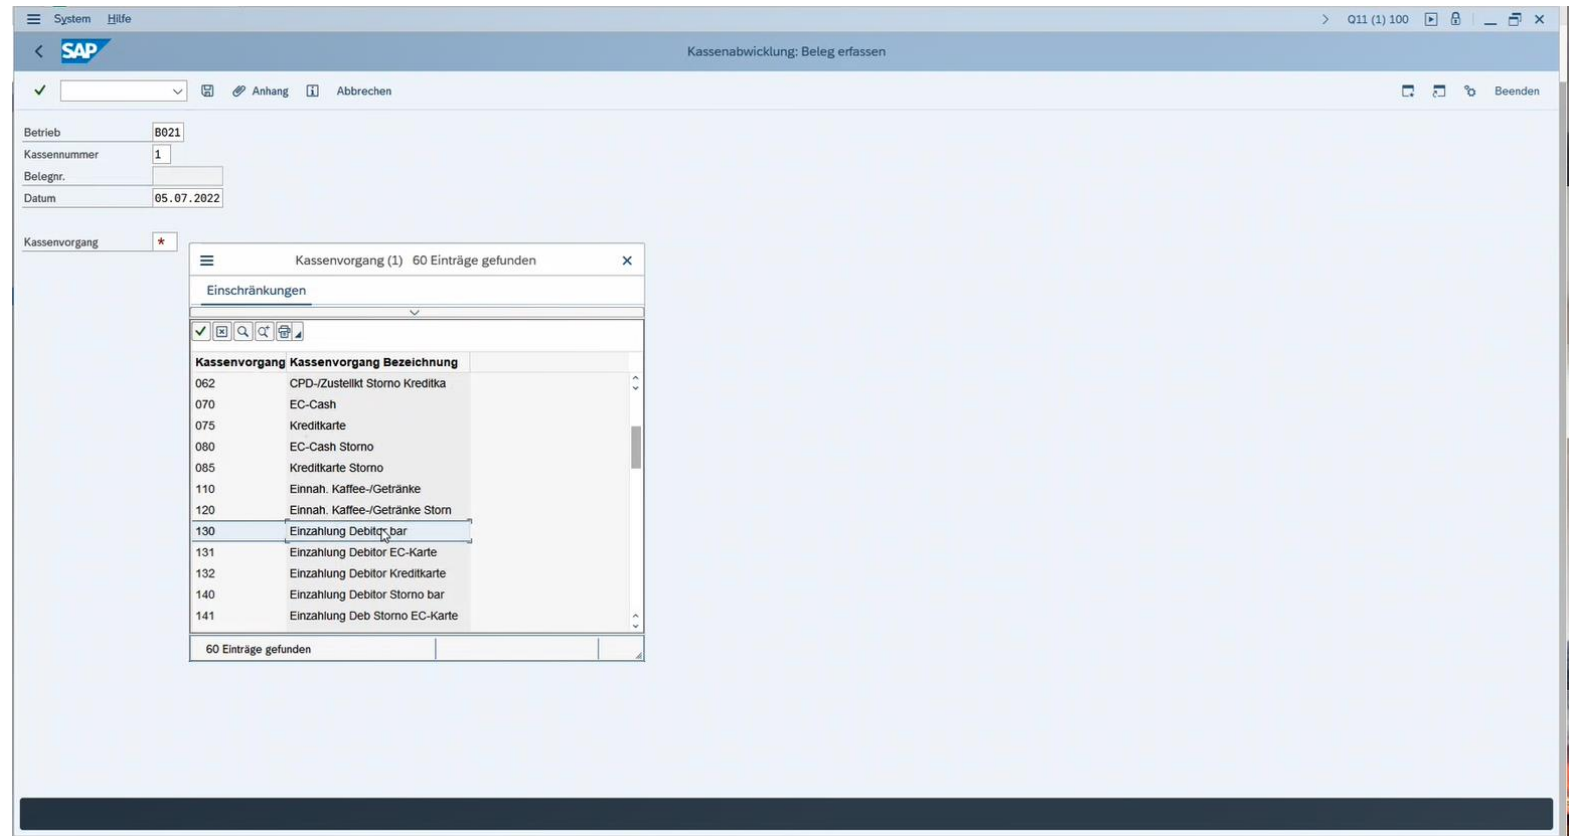 System Hilfe
Q11 (1) 100
SAP
Kassenabwicklung: Beleg erfassen
Anhang Abbrechen
Beenden
Betrieb B021
Kassennummer 1
Belegnr.
Datum 05.07.2022
Kassenvorgang *
Kassenvorgang (1) 60 Einträge gefunden
Einschränkungen
Kassenvorgang Kassenvorgang Bezeichnung
062 CPD-/Zustellkt Storno Kreditka
070 EC-Cash
075 Kreditkarte
080 EC-Cash Storno
085 Kreditkarte Storno
110 Einnah. Kaffee-/Getränke
120 Einnah. Kaffee-/Getränke Storn
130 Einzahlung Debitor bar
131 Einzahlung Debitor EC-Karte
132 Einzahlung Debitor Kreditkarte
140 Einzahlung Debitor Storno bar
141 Einzahlung Deb Storno EC-Karte
60 Einträge gefunden